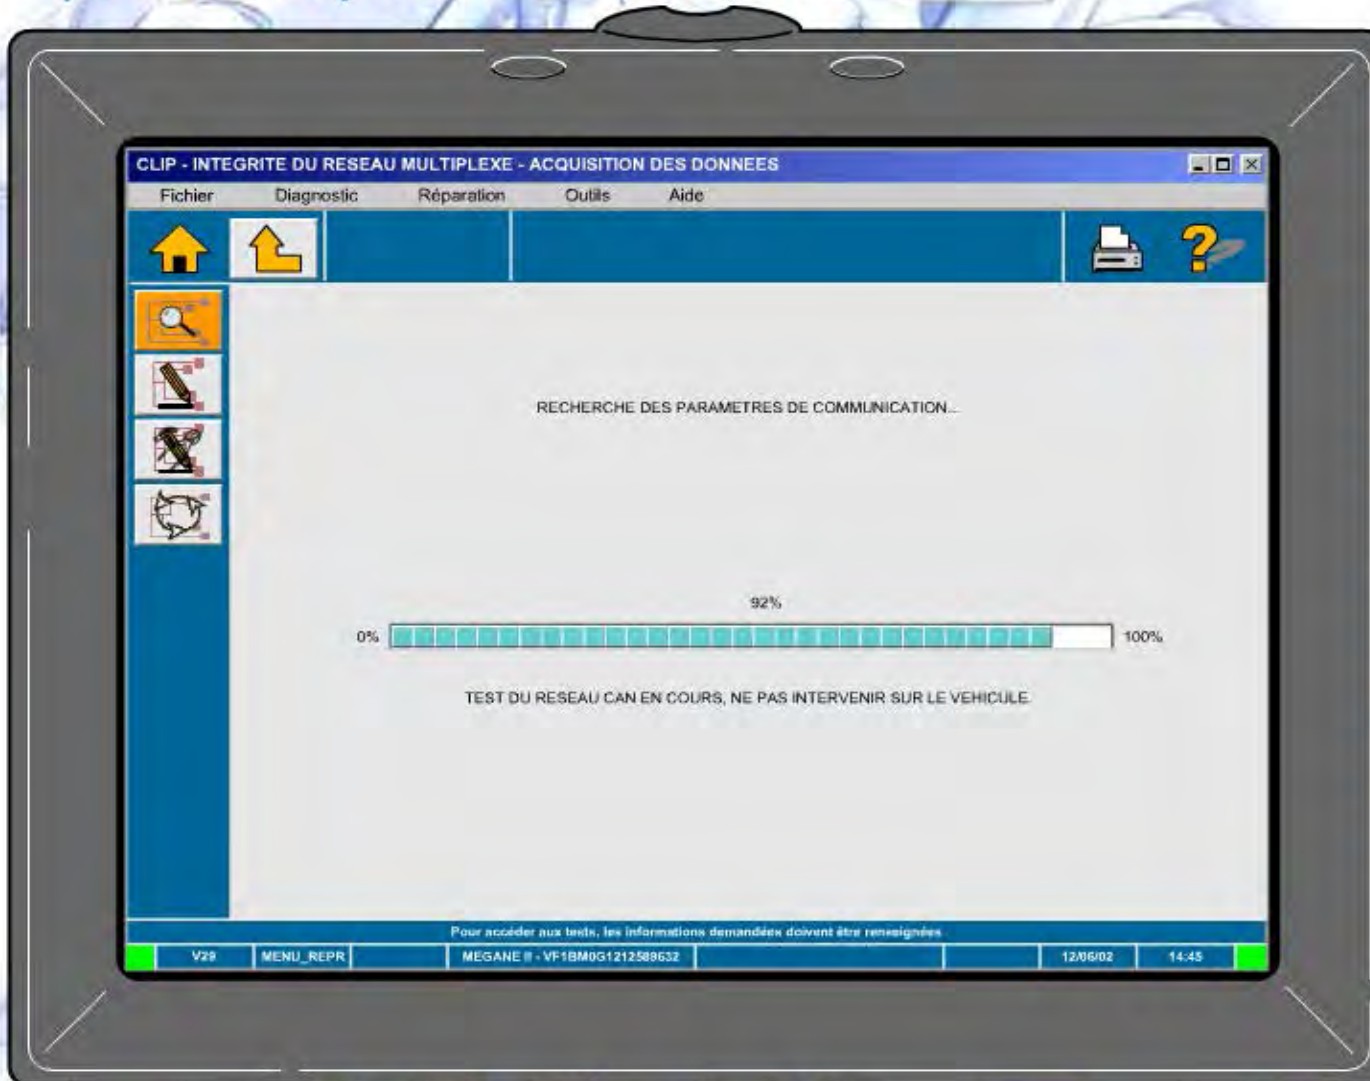 CLIP - INTEGRITE DU RESEAU MULTIPLEXE - ACQUISITION DES DONNEES
Fichier Diagnostic Réparation Outils Aide
RECHERCHE DES PARAMETRES DE COMMUNICATION...
92%
0% 100%
TEST DU RESEAU CAN EN COURS, NE PAS INTERVENIR SUR LE VEHICULE.
Pour accéder aux tests, les informations demandées doivent être renseignées
V29 MENU_REPR MEGANE II - VF1BM0G1212589632 12/06/02 14:45